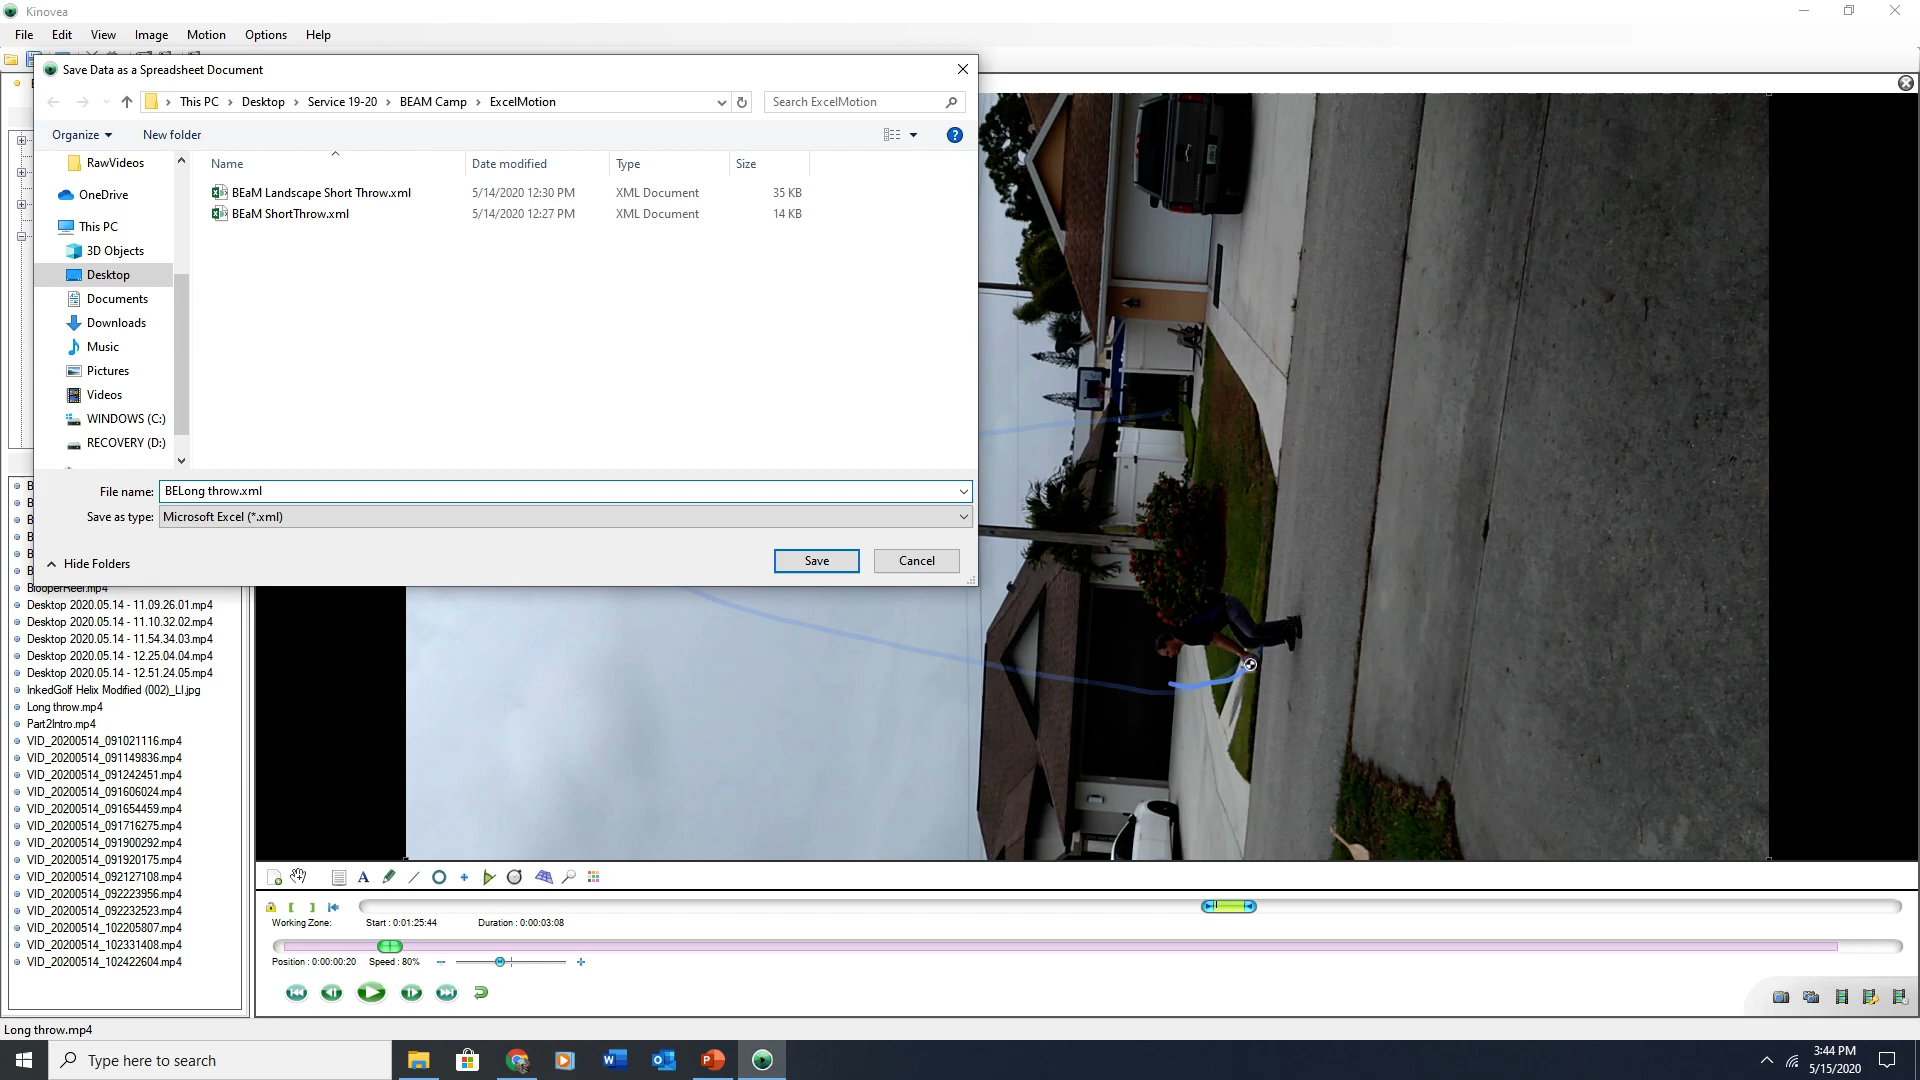 Kinovea
File Edit View Image Motion Options Help
Save Data as a Spreadsheet Document
This PC Desktop Service 19-20 BEAM Camp ExcelMotion
Search ExcelMotion
Organize New folder
Name Date modified Type Size
BEaM Landscape Short Throw.xml 5/14/2020 12:30 PM XML Document 35 KB
BEaM ShortThrow.xml 5/14/2020 12:27 PM XML Document 14 KB
RawVideos
OneDrive
This PC
3D Objects
Desktop
Documents
Downloads
Music
Pictures
Videos
WINDOWS (C:)
RECOVERY (D:)
File name: BELong throw.xml
Save as type: Microsoft Excel (*.xml)
Hide Folders
Save Cancel
BlooperReel.mp4
Desktop 2020.05.14 - 11.09.26.01.mp4
Desktop 2020.05.14 - 11.10.32.02.mp4
Desktop 2020.05.14 - 11.54.34.03.mp4
Desktop 2020.05.14 - 12.25.04.04.mp4
Desktop 2020.05.14 - 12.51.24.05.mp4
InkedGolf Helix Modified (002)_LI.jpg
Long throw.mp4
Part2Intro.mp4
VID_20200514_091021116.mp4
VID_20200514_091149836.mp4
VID_20200514_091242451.mp4
VID_20200514_091606024.mp4
VID_20200514_091654459.mp4
VID_20200514_091716275.mp4
VID_20200514_091900292.mp4
VID_20200514_091920175.mp4
VID_20200514_092127108.mp4
VID_20200514_092223956.mp4
VID_20200514_092232523.mp4
VID_20200514_102205807.mp4
VID_20200514_102331408.mp4
VID_20200514_102422604.mp4
Working Zone: Start : 0:01:25:44 Duration : 0:00:03:08
Position : 0:00:00:20 Speed : 80%
Long throw.mp4
Type here to search
3:44 PM
5/15/2020